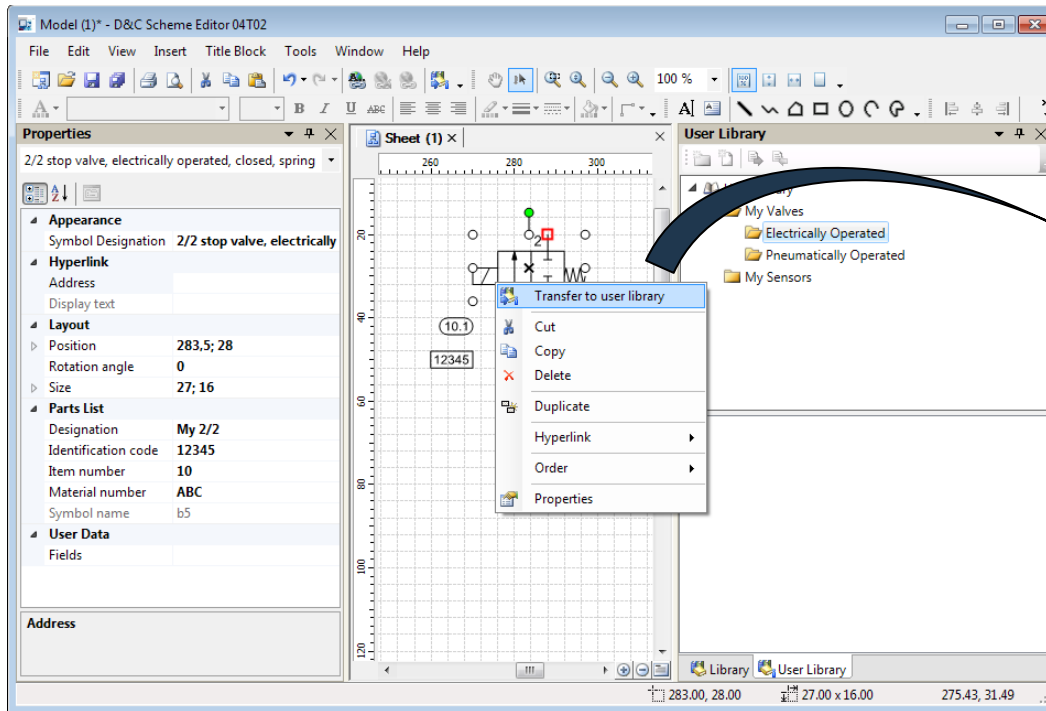 Model (1)* - D&C Scheme Editor 04T02
File Edit View Insert Title Block Tools Window Help
100 %
A B I U ABC AI
Properties
Sheet (1)
User Library
2/2 stop valve, electrically operated, closed, spring
260 280 300
Appearance
Symbol Designation 2/2 stop valve, electrically
Hyperlink
Address
Display text
Layout
Position 283,5; 28
Rotation angle 0
Size 27; 16
Parts List
Designation My 2/2
Identification code 12345
Item number 10
Material number ABC
Symbol name b5
User Data
Fields
Address
20
40
60
80
100
120
2
10.1
12345
Transfer to user library
Cut
Copy
Delete
Duplicate
Hyperlink
Order
Properties
My Valves
Electrically Operated
Pneumatically Operated
My Sensors
Library User Library
283.00, 28.00 27.00 x 16.00 275.43, 31.49